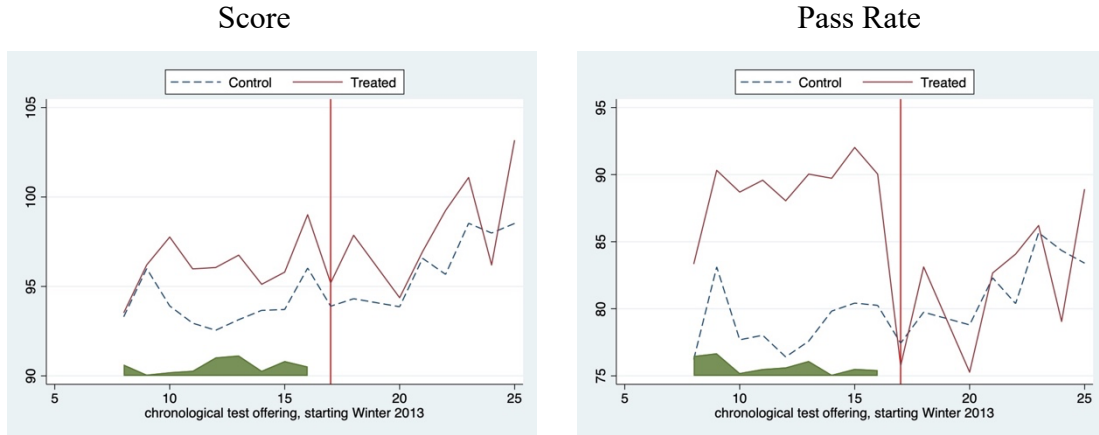 Score
Control Treated
105
100
95
90
5 10 15 20 25
chronological test offering, starting Winter 2013
Pass Rate
Control Treated
95
90
85
80
75
5 10 15 20 25
chronological test offering, starting Winter 2013